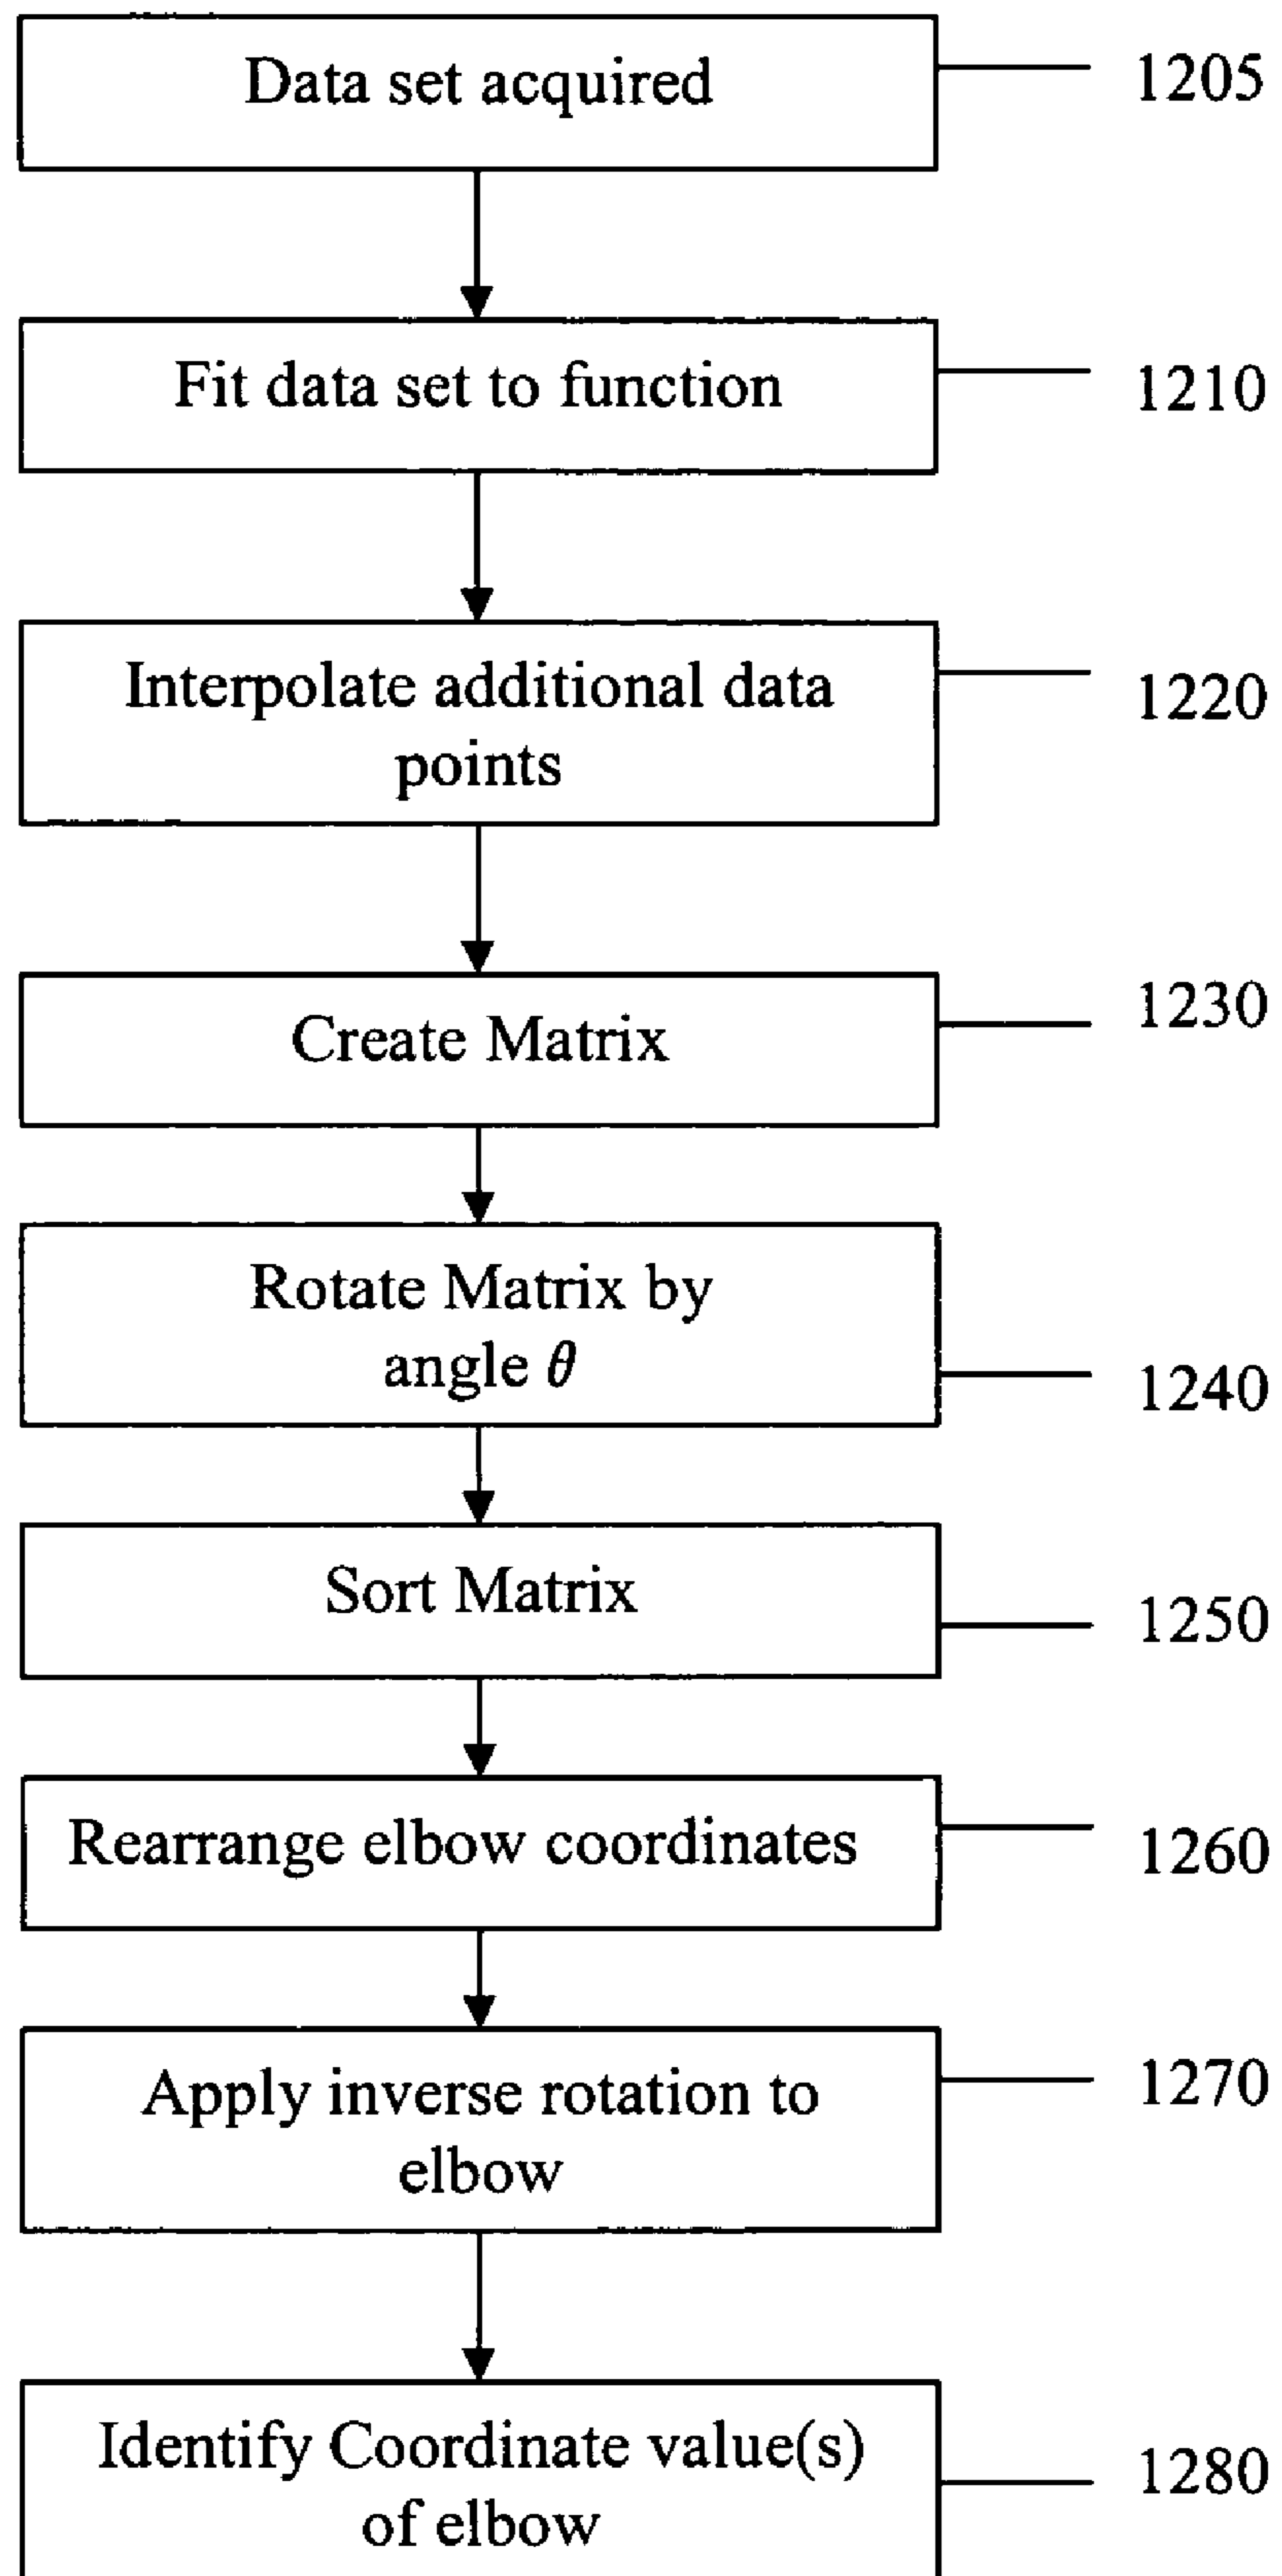 Data set acquired
1205
Fit data set to function
1210
Interpolate additional data
points
1220
Create Matrix
1230
Rotate Matrix by
angle θ
1240
Sort Matrix
1250
Rearrange elbow coordinates
1260
Apply inverse rotation to
elbow
1270
Identify Coordinate value(s)
of elbow
1280